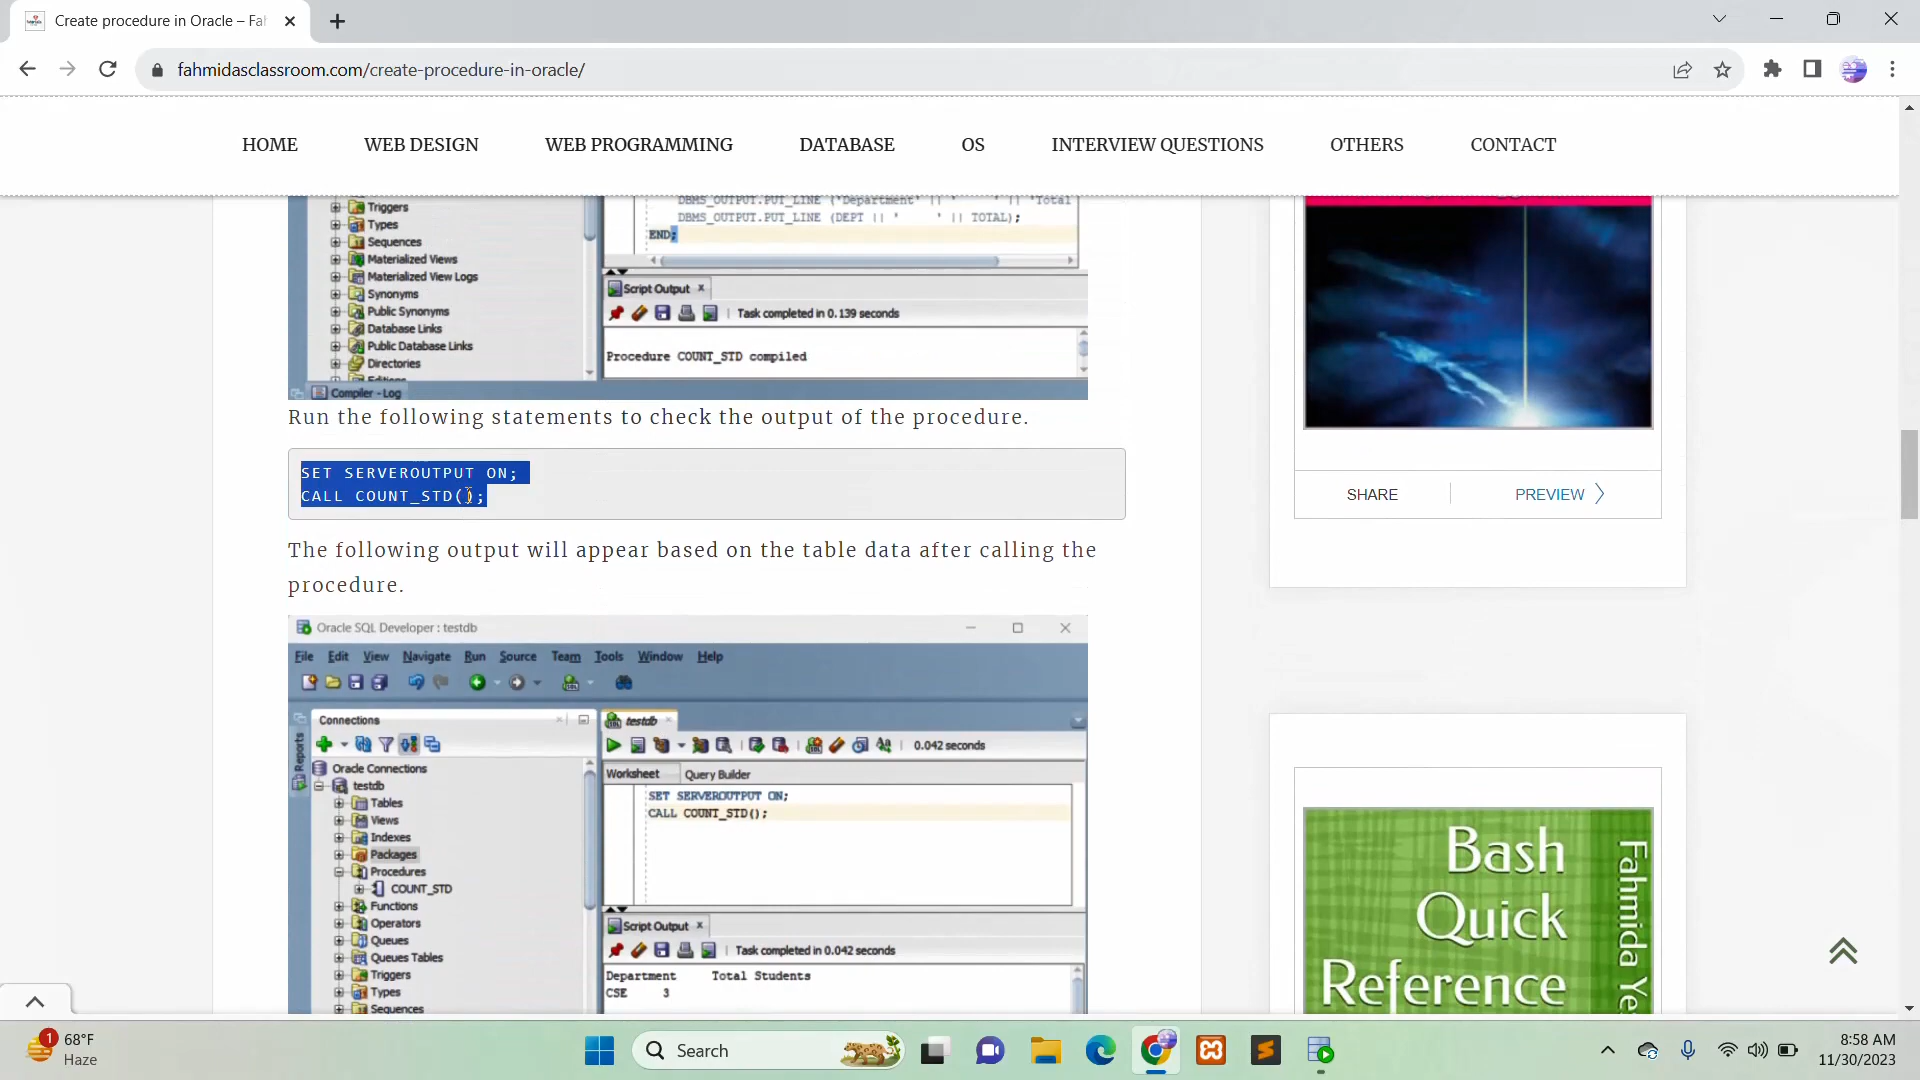 Create procedure in Oracle – Fah
fahmidasclassroom.com/create-procedure-in-oracle/
HOME WEB DESIGN WEB PROGRAMMING DATABASE OS INTERVIEW QUESTIONS OTHERS CONTACT
Triggers
Types
Sequences
Materialized Views
Materialized View Logs
Synonyms
Public Synonyms
Database Links
Public Database Links
Directories
Editions
Compiler - Log
DBMS_OUTPUT.PUT_LINE ('Department' || ' ' || 'Total
DBMS_OUTPUT.PUT_LINE (DEPT || ' ' || TOTAL);
END;
Script Output
Task completed in 0.139 seconds
Procedure COUNT_STD compiled
Run the following statements to check the output of the procedure.
SET SERVEROUTPUT ON;
CALL COUNT_STD();
The following output will appear based on the table data after calling the
procedure.
Oracle SQL Developer : testdb
File Edit View Navigate Run Source Team Tools Window Help
Reports
Connections
Oracle Connections
testdb
Tables
Views
Indexes
Packages
Procedures
COUNT_STD
Functions
Operators
Queues
Queues Tables
Triggers
Types
Sequences
testdb
0.042 seconds
Worksheet Query Builder
SET SERVEROUTPUT ON;
CALL COUNT_STD();
Script Output
Task completed in 0.042 seconds
Department Total Students
CSE 3
SHARE PREVIEW
Bash
Quick
Reference
Fahmida Ye
1
68°F
Haze
Search
8:58 AM
11/30/2023